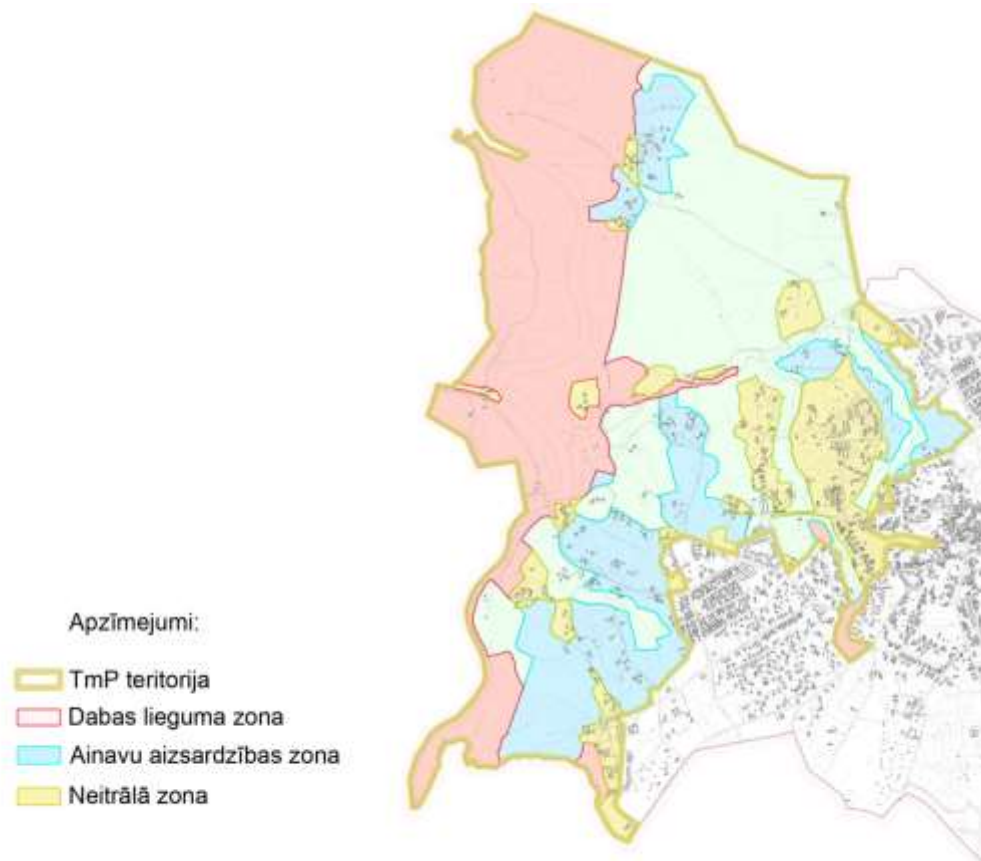 Apzīmejumi:
TmP teritorija
Dabas lieguma zona
Ainavu aizsardzības zona
Neitrālā zona